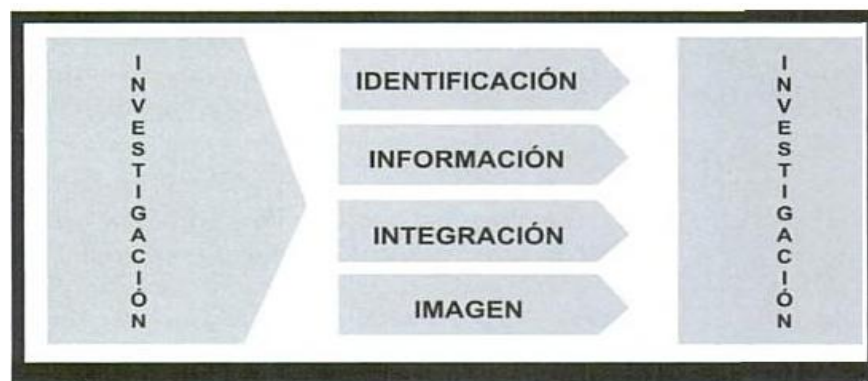 INVESTIGACIÓN
IDENTIFICACIÓN
INFORMACIÓN
INTEGRACIÓN
IMAGEN
INVESTIGACIÓN